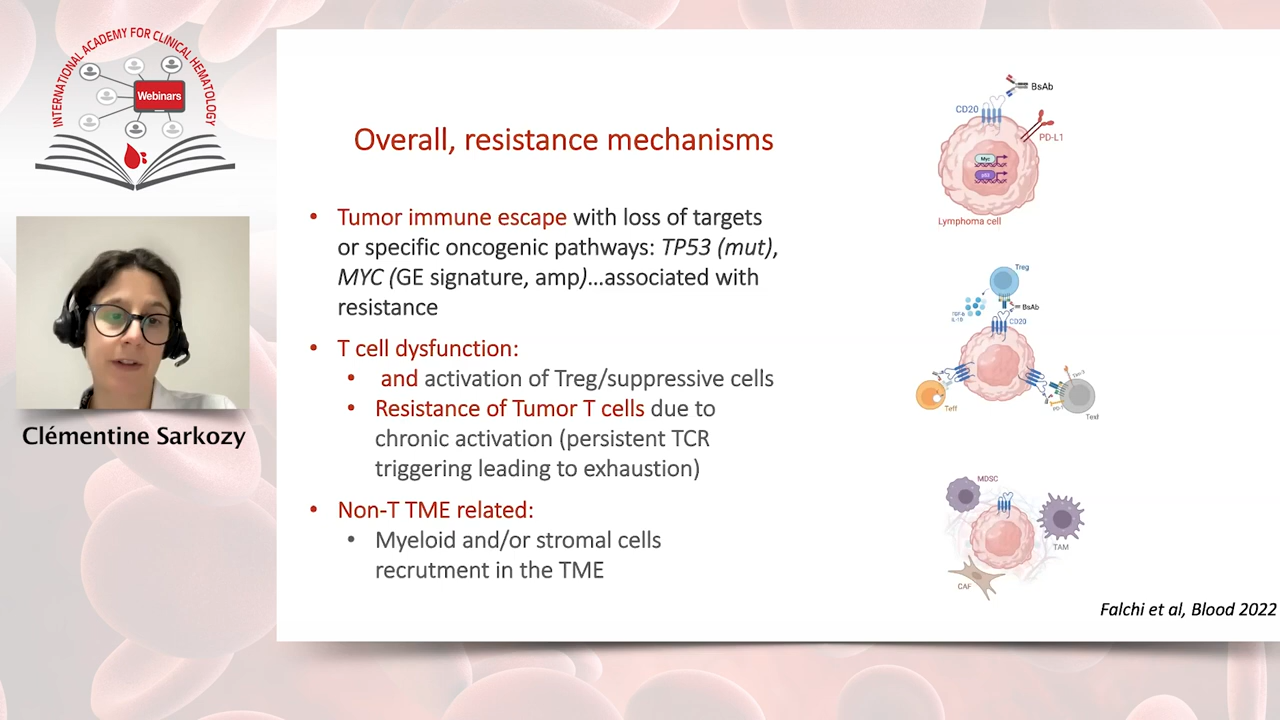 INTERNATIONAL ACADEMY FOR CLINICAL HEMATOLOGY
Webinars
Clémentine Sarkozy
Overall, resistance mechanisms
• Tumor immune escape with loss of targets
or specific oncogenic pathways: TP53 (mut),
MYC (GE signature, amp)...associated with
resistance
• T cell dysfunction:
• and activation of Treg/suppressive cells
• Resistance of Tumor T cells due to
chronic activation (persistent TCR
triggering leading to exhaustion)
• Non-T TME related:
• Myeloid and/or stromal cells
recrutment in the TME
BsAb
CD20
PD-L1
Myc
p53
Lymphoma cell
Treg
BsAb
CD20
Teff
Text
MDSC
TAM
CAF
Falchi et al, Blood 2022